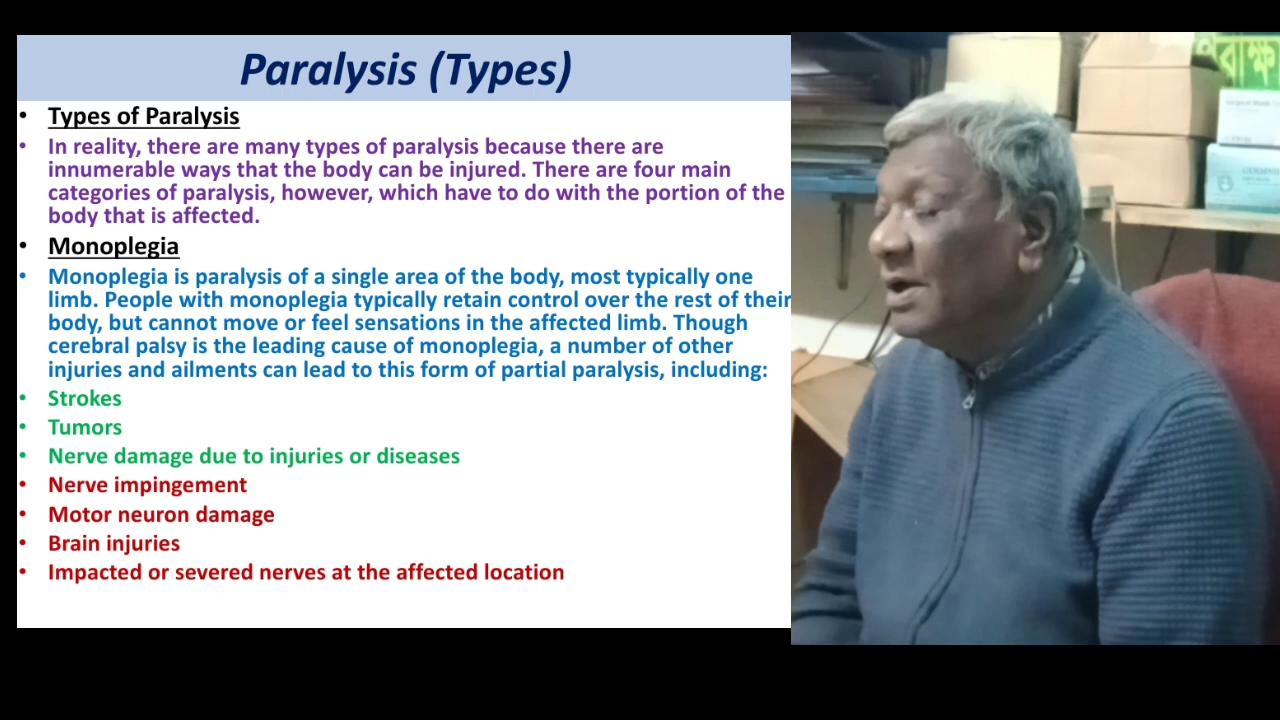 Paralysis (Types)
• Types of Paralysis
• In reality, there are many types of paralysis because there are
innumerable ways that the body can be injured. There are four main
categories of paralysis, however, which have to do with the portion of the
body that is affected.
• Monoplegia
• Monoplegia is paralysis of a single area of the body, most typically one
limb. People with monoplegia typically retain control over the rest of their
body, but cannot move or feel sensations in the affected limb. Though
cerebral palsy is the leading cause of monoplegia, a number of other
injuries and ailments can lead to this form of partial paralysis, including:
• Strokes
• Tumors
• Nerve damage due to injuries or diseases
• Nerve impingement
• Motor neuron damage
• Brain injuries
• Impacted or severed nerves at the affected location